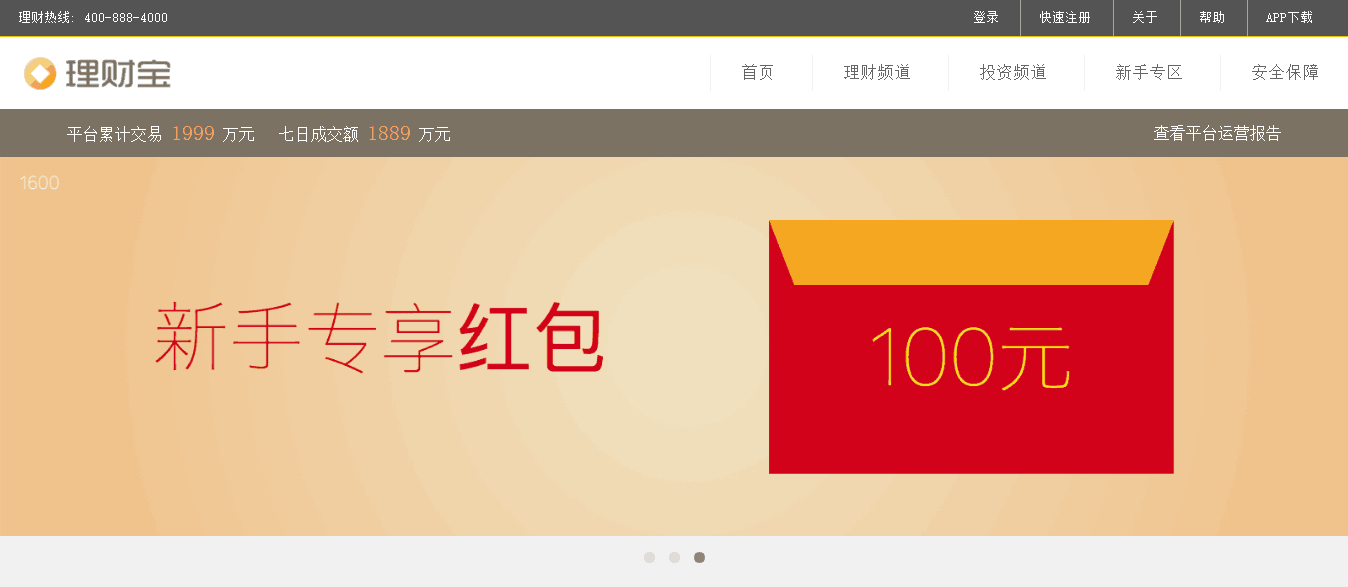 理财热线: 400-888-4000 登录 快速注册 关于 帮助 APP下载
理财宝 首页 理财频道 投资频道 新手专区 安全保障
平台累计交易 1999 万元 七日成交额 1889 万元 查看平台运营报告
1600
新手专享红包
100元